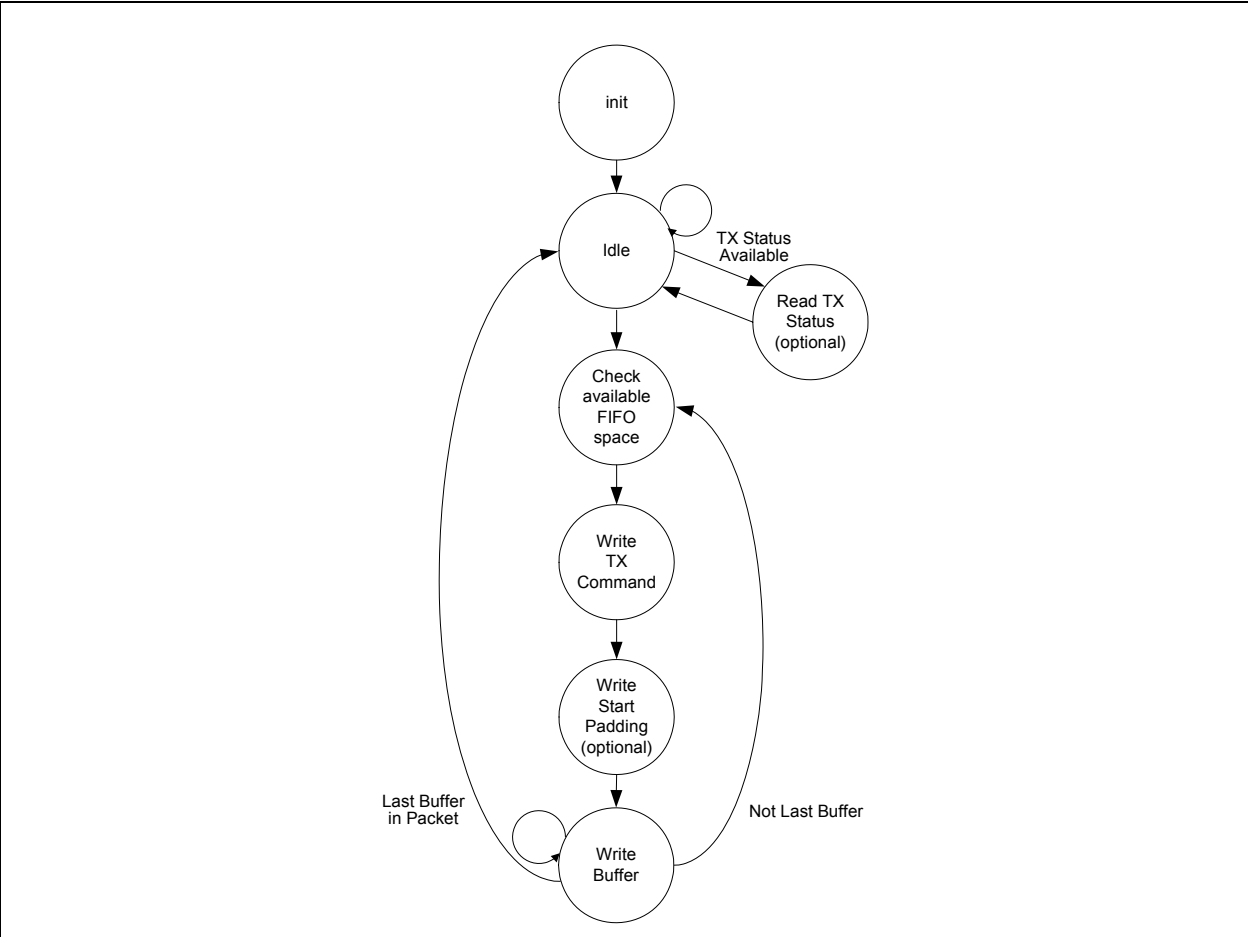 init
Idle
TX Status
Available
Read TX
Status
(optional)
Check
available
FIFO
space
Write
TX
Command
Write
Start
Padding
(optional)
Last Buffer
in Packet
Not Last Buffer
Write
Buffer